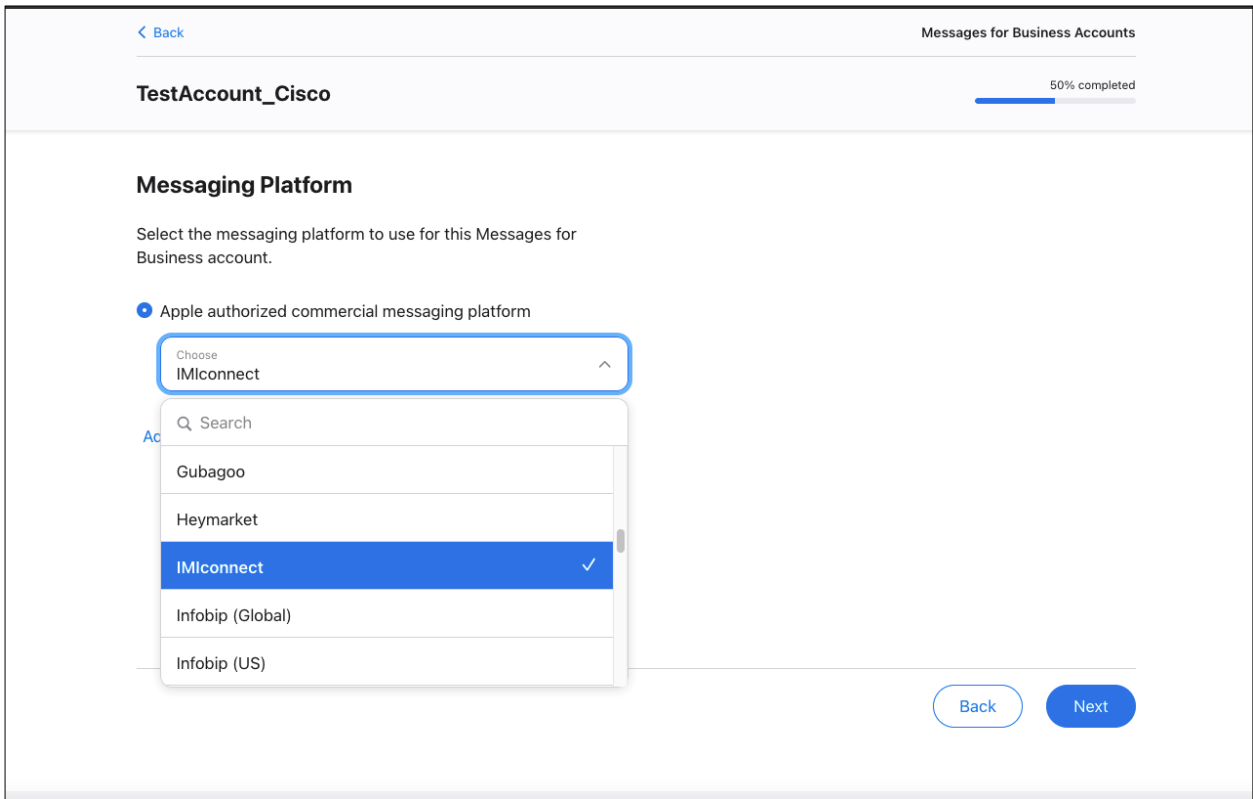 Back
Messages for Business Accounts
TestAccount_Cisco
50% completed
Messaging Platform
Select the messaging platform to use for this Messages for
Business account.
Apple authorized commercial messaging platform
Choose
IMIconnect
Search
Gubagoo
Heymarket
IMIconnect
Infobip (Global)
Infobip (US)
Back
Next